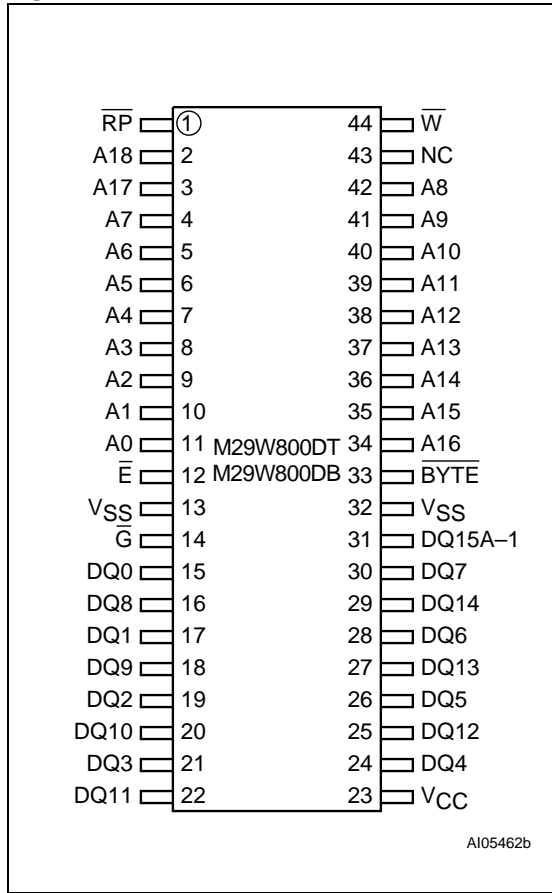 R̅P̅ 1 44 W̅
A18 2 43 NC
A17 3 42 A8
A7 4 41 A9
A6 5 40 A10
A5 6 39 A11
A4 7 38 A12
A3 8 37 A13
A2 9 36 A14
A1 10 35 A15
A0 11 M29W800DT 34 A16
E̅ 12 M29W800DB 33 B̅Y̅T̅E̅
VSS 13 32 VSS
G̅ 14 31 DQ15A–1
DQ0 15 30 DQ7
DQ8 16 29 DQ14
DQ1 17 28 DQ6
DQ9 18 27 DQ13
DQ2 19 26 DQ5
DQ10 20 25 DQ12
DQ3 21 24 DQ4
DQ11 22 23 VCC
AI05462b